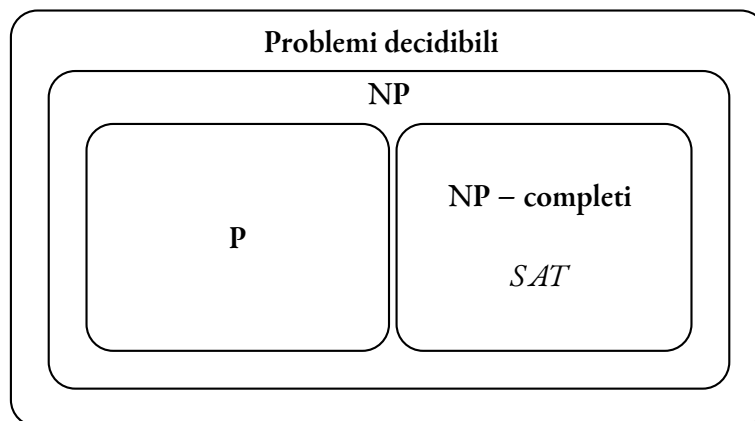 Problemi decidibili
NP
P
NP – completi
SAT